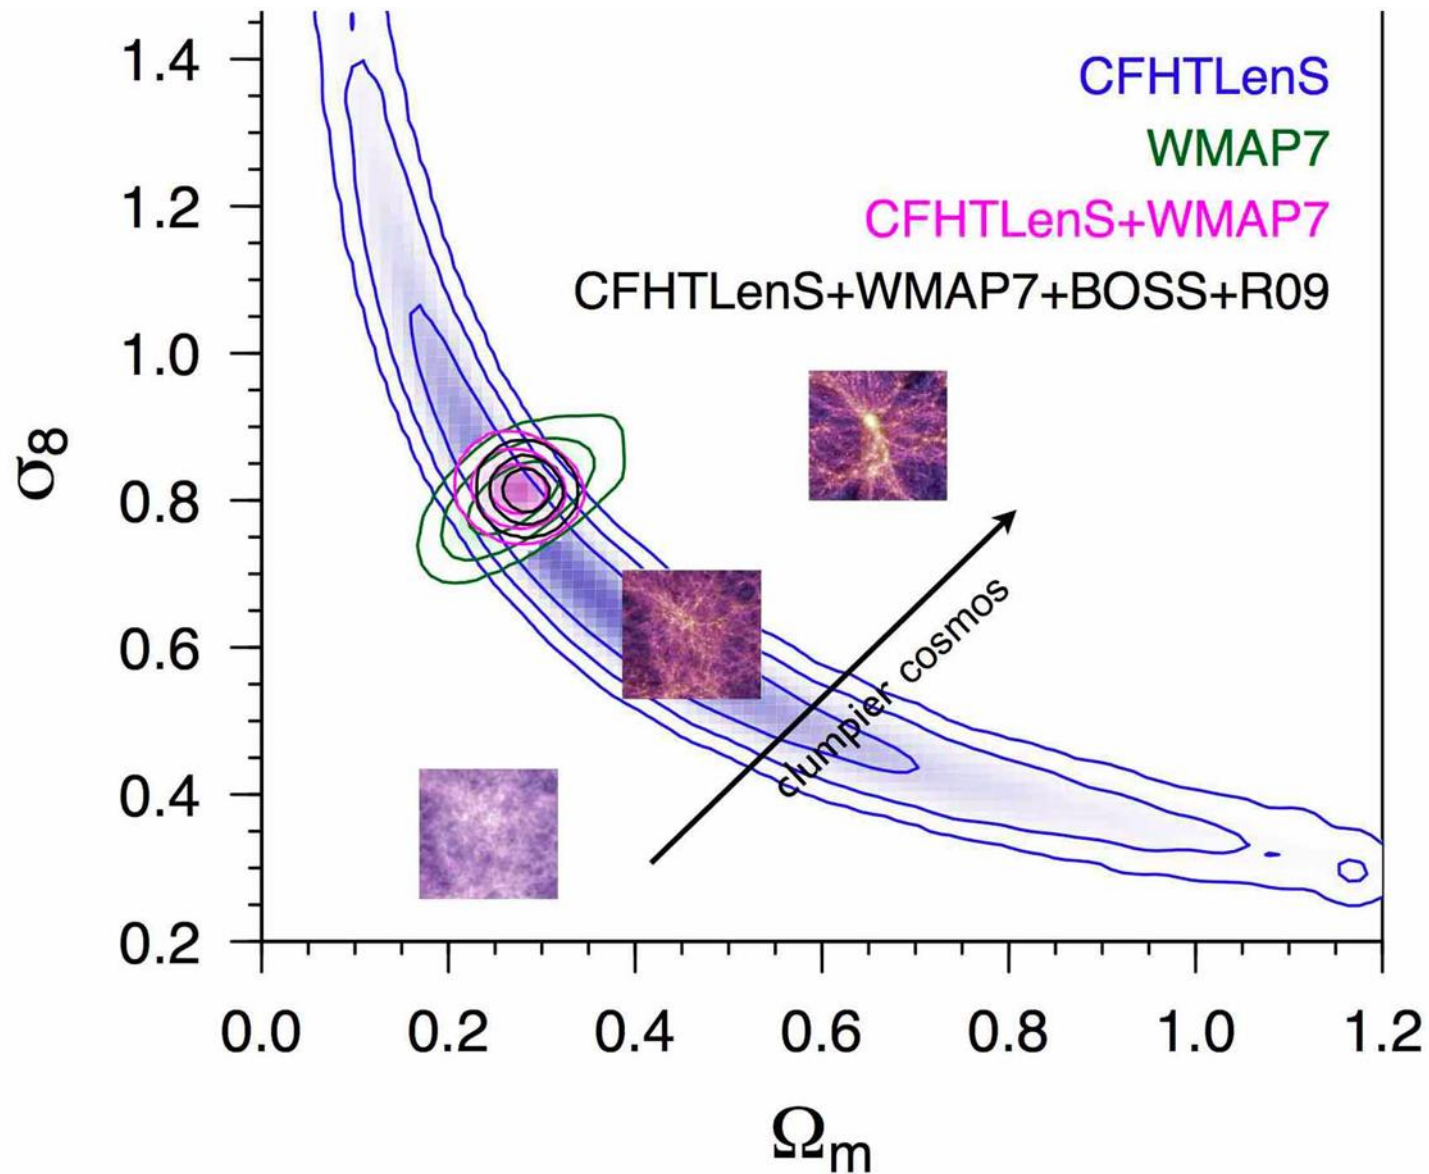 CFHTLenS
WMAP7
CFHTLenS+WMAP7
CFHTLenS+WMAP7+BOSS+R09
1.4
1.2
1.0
0.8
0.6
0.4
0.2
σ8
clumpier cosmos
0.0 0.2 0.4 0.6 0.8 1.0 1.2
Ωm